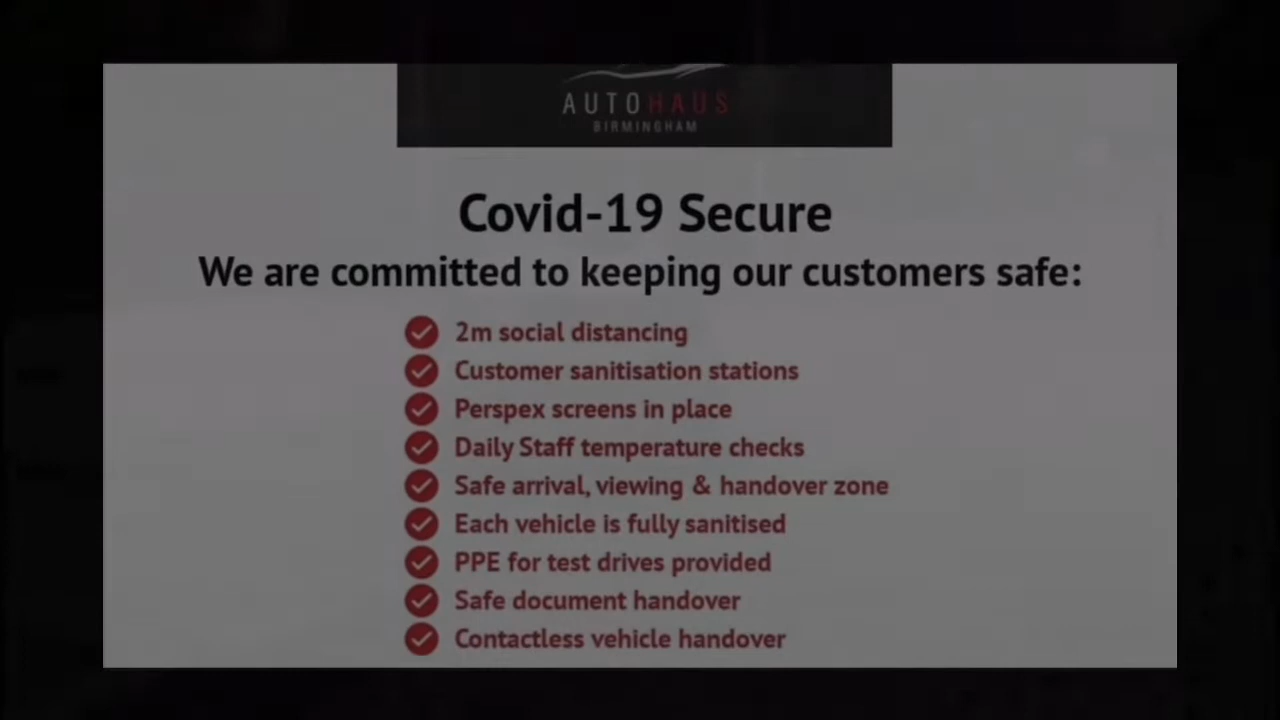 AUTOHAUS
BIRMINGHAM
Covid-19 Secure
We are committed to keeping our customers safe:
2m social distancing
Customer sanitisation stations
Perspex screens in place
Daily Staff temperature checks
Safe arrival, viewing & handover zone
Each vehicle is fully sanitised
PPE for test drives provided
Safe document handover
Contactless vehicle handover